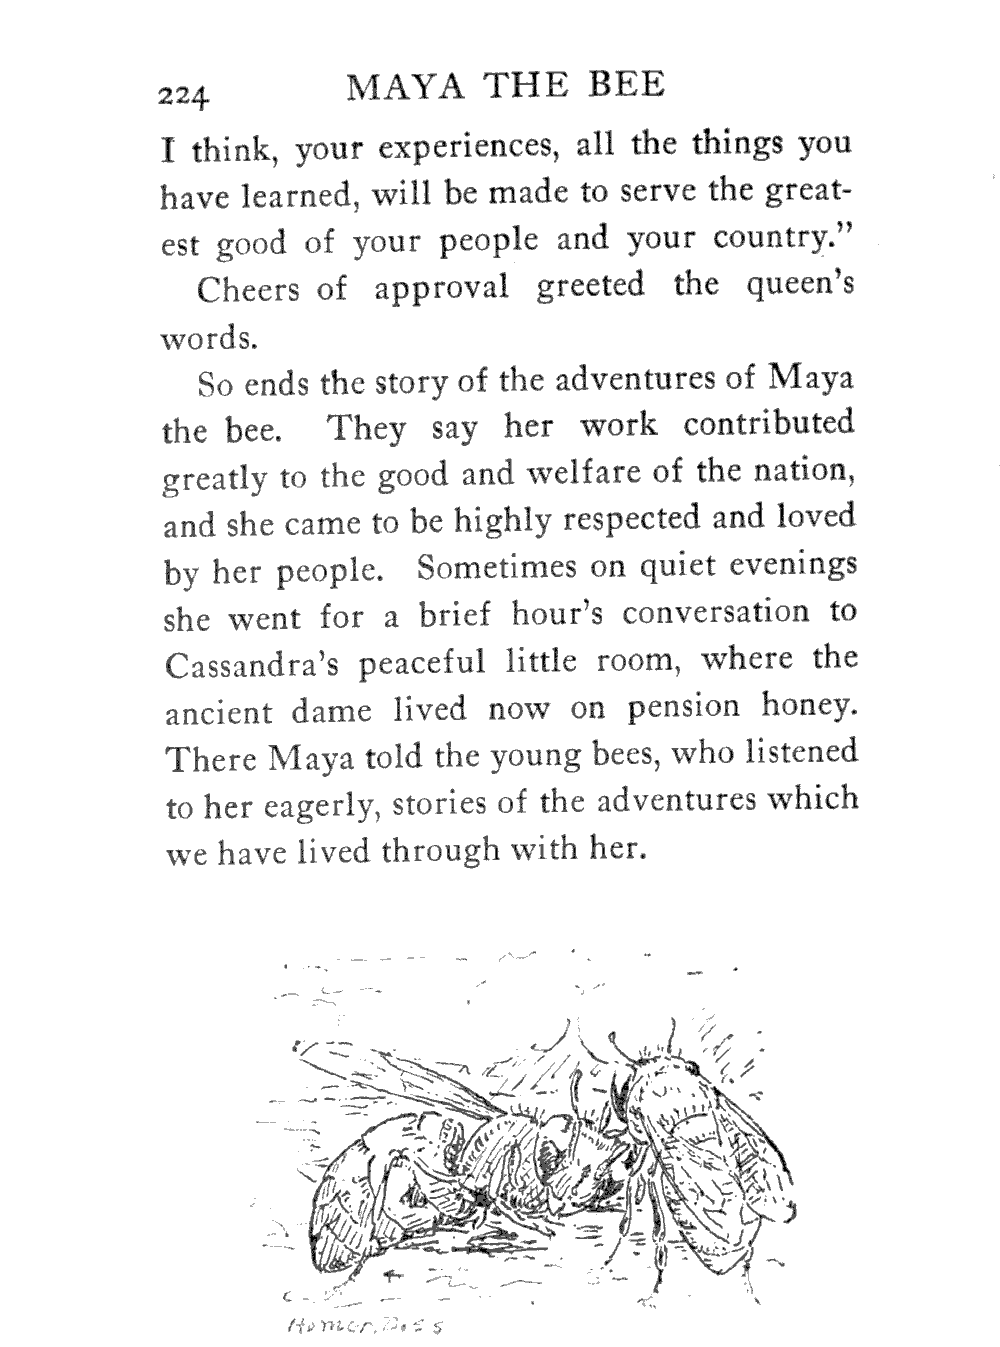 224 MAYA THE BEE
I think, your experiences, all the things you
have learned, will be made to serve the great-
est good of your people and your country.”
Cheers of approval greeted the queen’s
words.
So ends the story of the adventures of Maya
the bee. They say her work contributed
greatly to the good and welfare of the nation,
and she came to be highly respected and loved
by her people. Sometimes on quiet evenings
she went for a brief hour’s conversation to
Cassandra’s peaceful little room, where the
ancient dame lived now on pension honey.
There Maya told the young bees, who listened
to her eagerly, stories of the adventures which
we have lived through with her.
Homer Boss